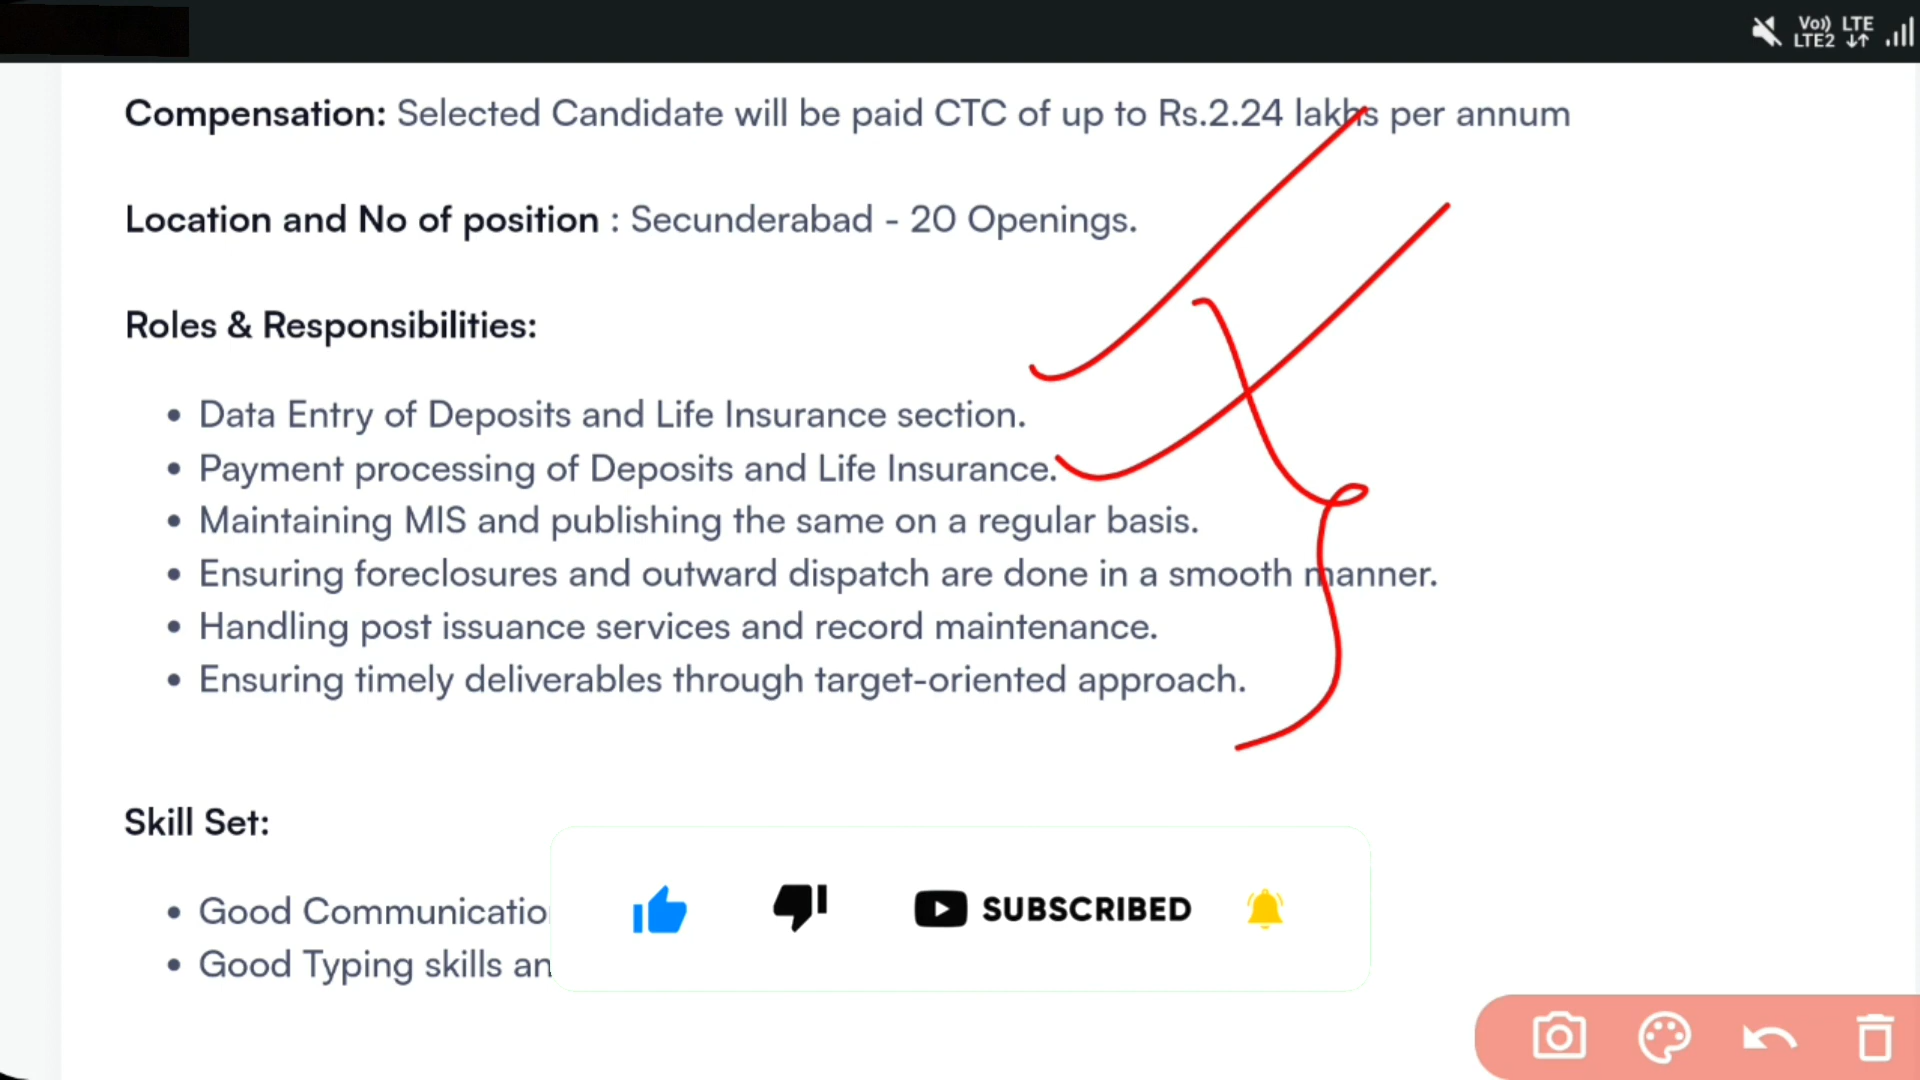 Vo)) LTE
LTE2
Compensation: Selected Candidate will be paid CTC of up to Rs.2.24 lakhs per annum
Location and No of position : Secunderabad - 20 Openings.
Roles & Responsibilities:
• Data Entry of Deposits and Life Insurance section.
• Payment processing of Deposits and Life Insurance.
• Maintaining MIS and publishing the same on a regular basis.
• Ensuring foreclosures and outward dispatch are done in a smooth manner.
• Handling post issuance services and record maintenance.
• Ensuring timely deliverables through target-oriented approach.
Skill Set:
• Good Communicatio
• Good Typing skills an
SUBSCRIBED